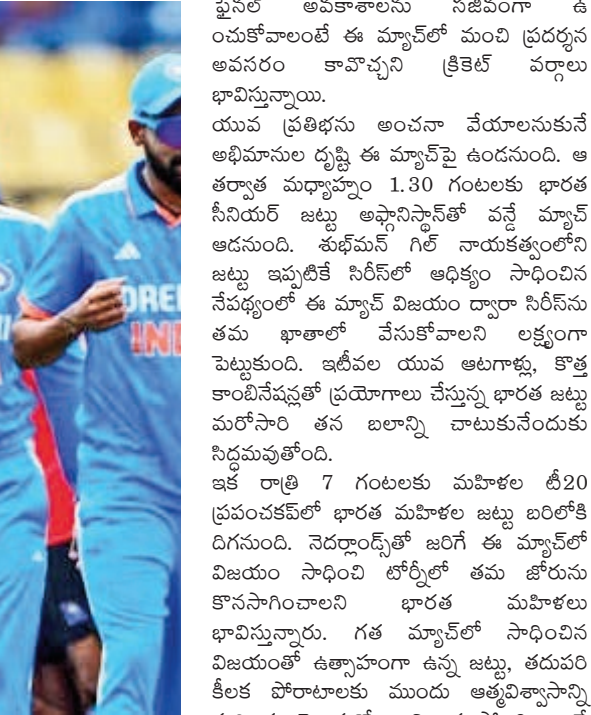 ఫైనల్ అవకాశాలను సజీవంగా ఉ
ంచుకోవాలంటే ఈ మ్యాచ్‌లో మంచి ప్రదర్శన
అవసరం కావొచ్చని క్రికెట్ వర్గాలు
భావిస్తున్నాయి.
యువ ప్రతిభను అంచనా వేయాలనుకునే
అభిమానుల దృష్టి ఈ మ్యాచ్‌పై ఉండనుంది. ఆ
తర్వాత మధ్యాహ్నం 1.30 గంటలకు భారత
సీనియర్ జట్టు అఫ్గానిస్థాన్‌తో వన్డే మ్యాచ్
ఆడనుంది. శుభ్‌మన్ గిల్ నాయకత్వంలోని
జట్టు ఇప్పటికే సిరీస్‌లో ఆధిక్యం సాధించిన
నేపథ్యంలో ఈ మ్యాచ్ విజయం ద్వారా సిరీస్‌ను
తమ ఖాతాలో వేసుకోవాలని లక్ష్యంగా
పెట్టుకుంది. ఇటీవల యువ ఆటగాళ్లు, కొత్త
కాంబినేషన్లతో ప్రయోగాలు చేస్తున్న భారత జట్టు
మరోసారి తన బలాన్ని చాటుకునేందుకు
సిద్ధమవుతోంది.
ఇక రాత్రి 7 గంటలకు మహిళల టీ20
ప్రపంచకప్‌లో భారత మహిళల జట్టు బరిలోకి
దిగనుంది. నెదర్లాండ్స్‌తో జరిగే ఈ మ్యాచ్‌లో
విజయం సాధించి టోర్నీలో తమ జోరును
కొనసాగించాలని భారత మహిళలు
భావిస్తున్నారు. గత మ్యాచ్‌లో సాధించిన
విజయంతో ఉత్సాహంగా ఉన్న జట్టు, తదుపరి
కీలక పోరాటాలకు ముందు ఆత్మవిశ్వాసాన్ని
DREA
IND